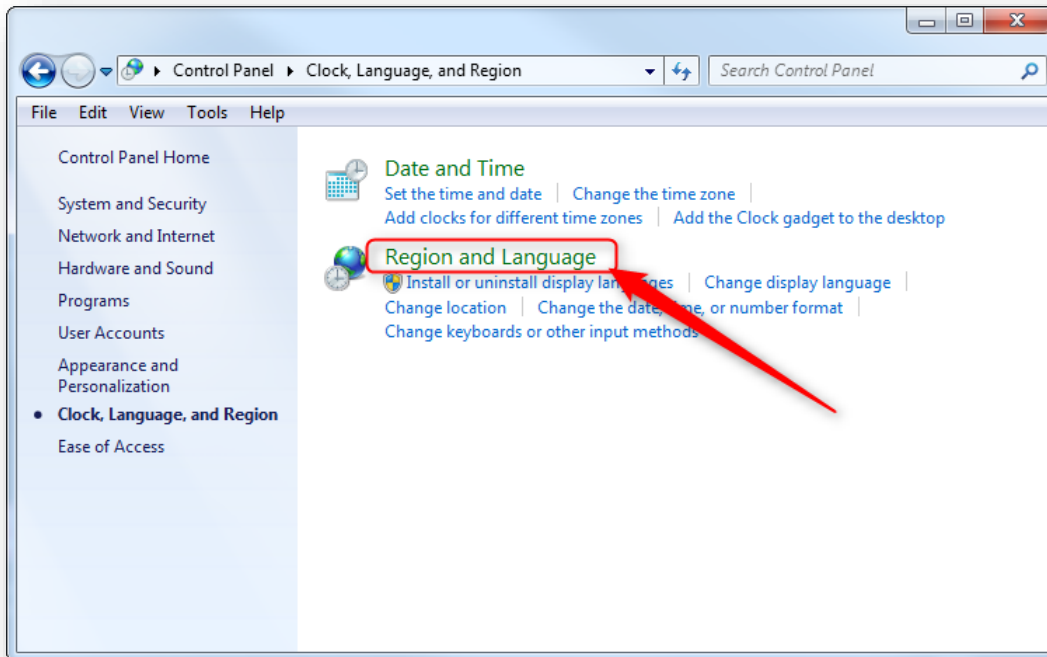 Control Panel Clock, Language, and Region Search Control Panel
File Edit View Tools Help
Control Panel Home
System and Security
Network and Internet
Hardware and Sound
Programs
User Accounts
Appearance and
Personalization
Clock, Language, and Region
Ease of Access
Date and Time
Set the time and date Change the time zone
Add clocks for different time zones Add the Clock gadget to the desktop
Region and Language
Install or uninstall display languages Change display language
Change location Change the date, time, or number format
Change keyboards or other input methods